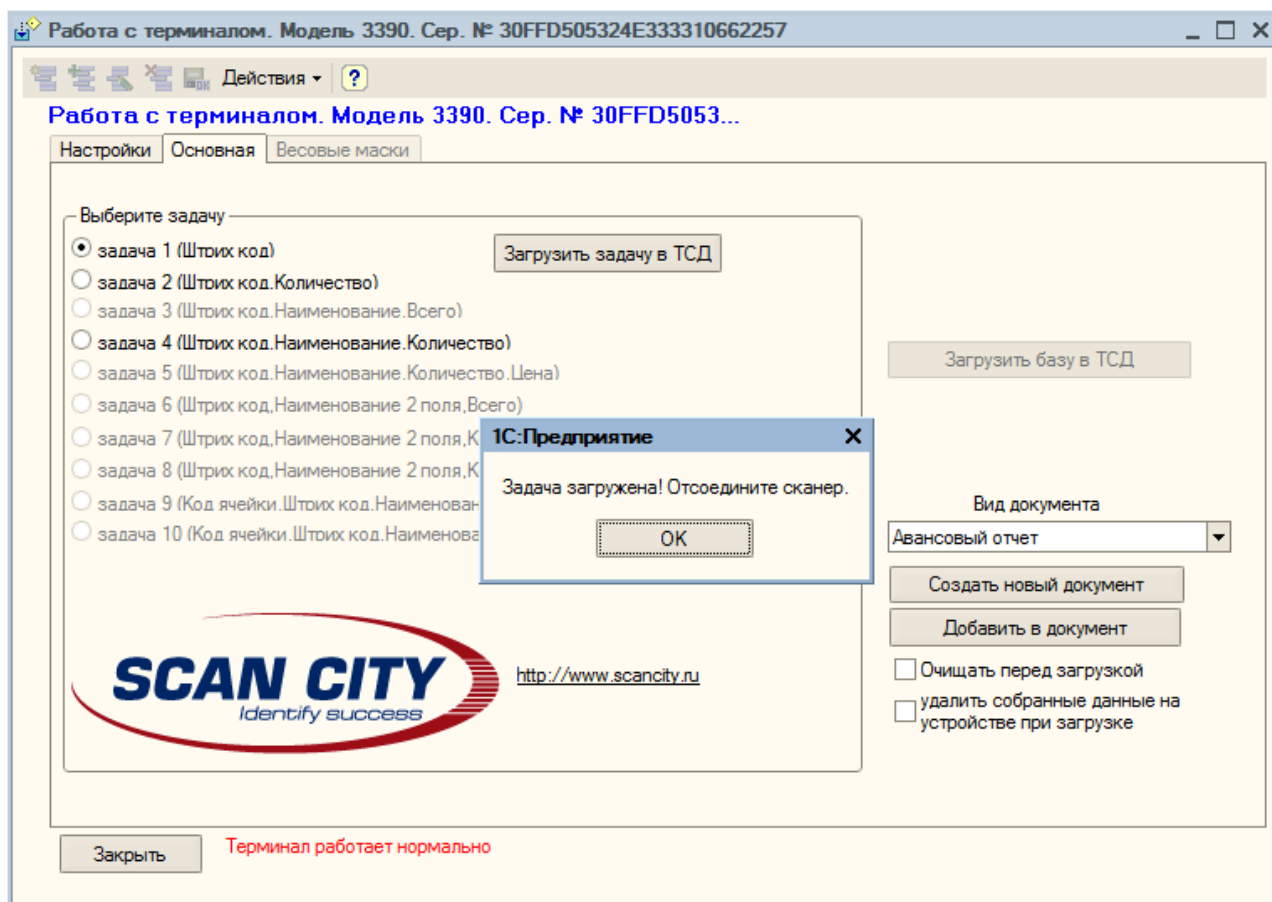 Работа с терминалом. Модель 3390. Сер. № 30FFD505324E333310662257
Действия
?
Работа с терминалом. Модель 3390. Сер. № 30FFD5053...
Настройки Основная Весовые маски
Выберите задачу
задача 1 (Штрих код)
Загрузить задачу в ТСД
задача 2 (Штрих код.Количество)
задача 3 (Штрих код.Наименование.Всего)
задача 4 (Штрих код.Наименование.Количество)
задача 5 (Штрих код.Наименование.Количество.Цена)
Загрузить базу в ТСД
задача 6 (Штрих код,Наименование 2 поля,Всего)
задача 7 (Штрих код,Наименование 2 поля,К
задача 8 (Штрих код,Наименование 2 поля,К
задача 9 (Код ячейки.Штрих код.Наименован
задача 10 (Код ячейки.Штрих код.Наименова
1С:Предприятие
Задача загружена! Отсоедините сканер.
OK
Вид документа
Авансовый отчет
Создать новый документ
Добавить в документ
Очищать перед загрузкой
удалить собранные данные на
устройстве при загрузке
SCAN CITY
Identify success
http://www.scancity.ru
Закрыть
Терминал работает нормально